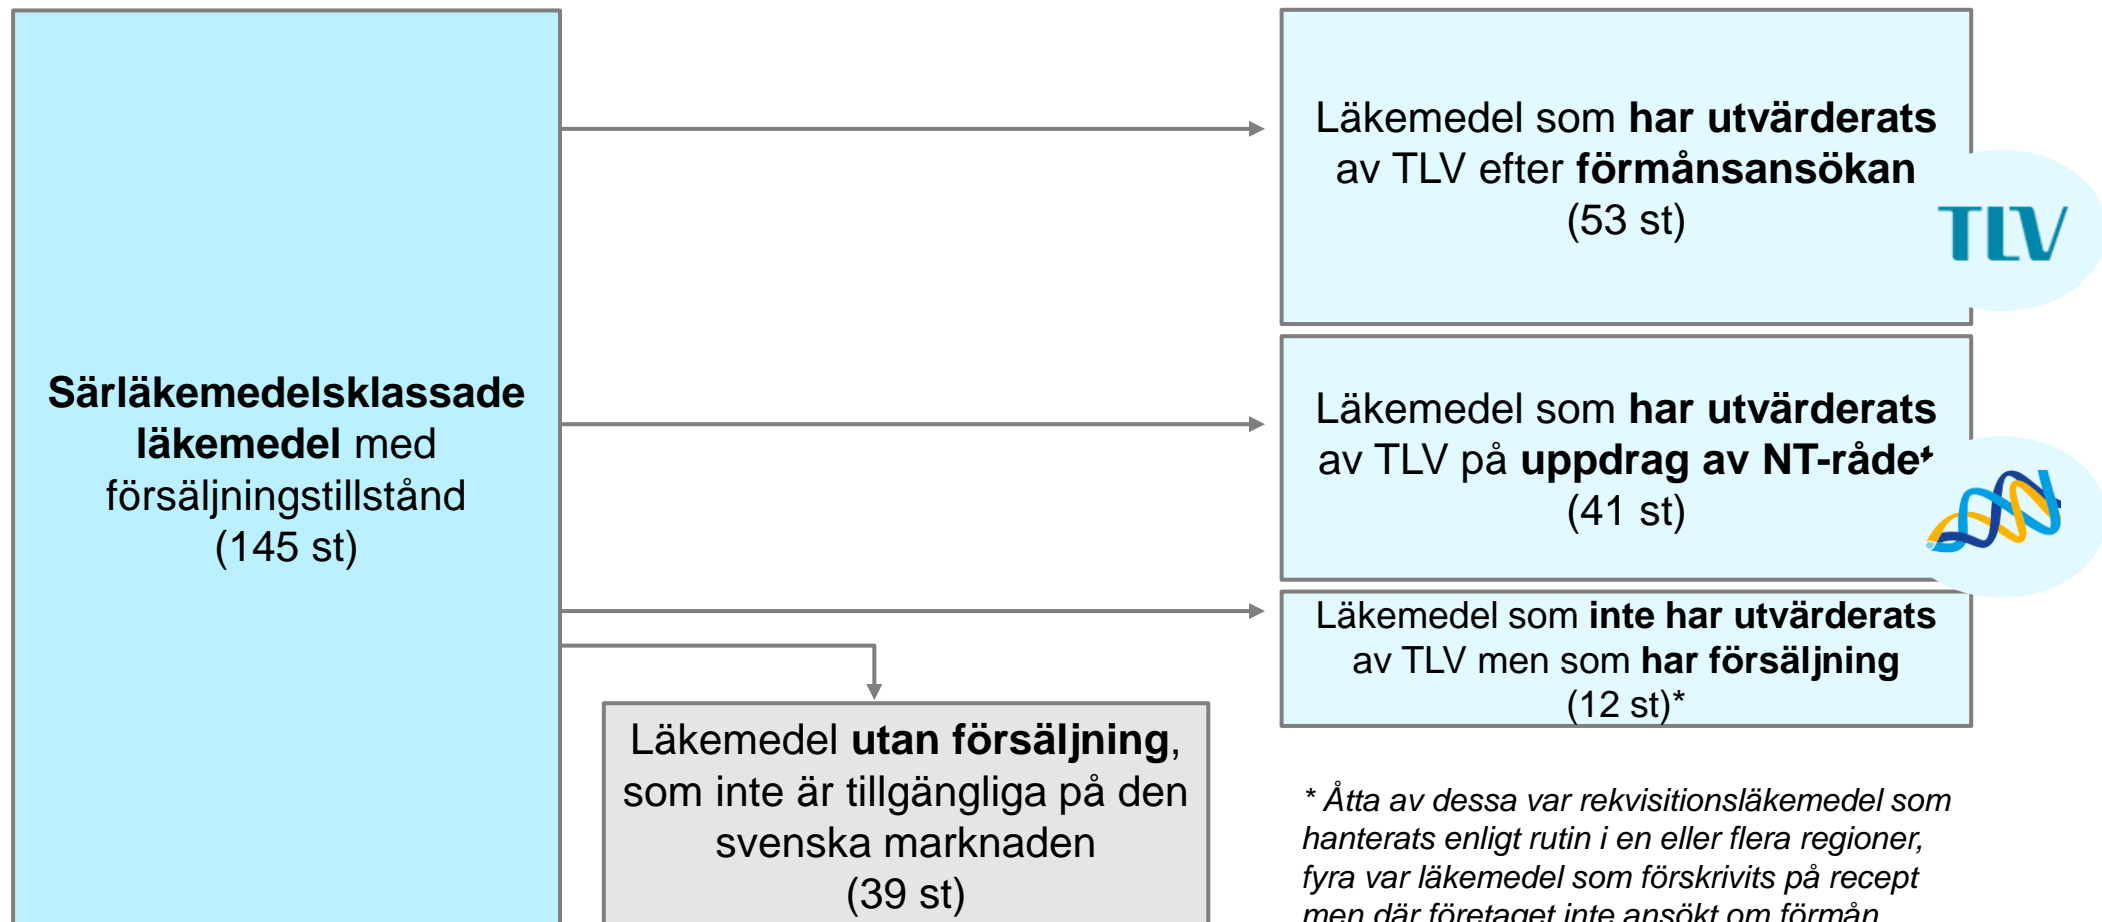 Särläkemedelsklassade
läkemedel med
försäljningstillstånd
(145 st)
Läkemedel som har utvärderats
av TLV efter förmånsansökan
(53 st)
TLV
Läkemedel som har utvärderats
av TLV på uppdrag av NT-rådet
(41 st)
Läkemedel som inte har utvärderats
av TLV men som har försäljning
(12 st)*
Läkemedel utan försäljning,
som inte är tillgängliga på den
svenska marknaden
(39 st)
* Åtta av dessa var rekvisitionsläkemedel som
hanterats enligt rutin i en eller flera regioner,
fyra var läkemedel som förskrivits på recept
men där företaget inte ansökt om förmån